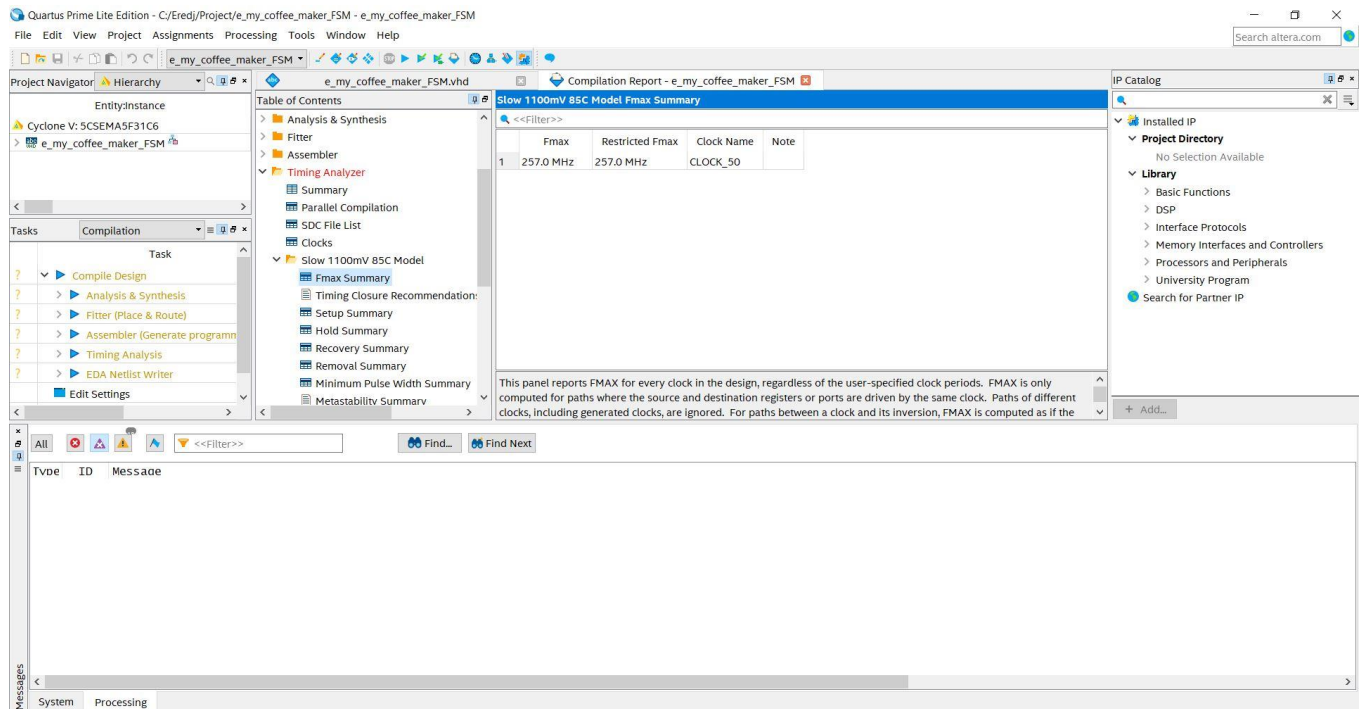 Quartus Prime Lite Edition - C:/Eredj/Project/e_my_coffee_maker_FSM - e_my_coffee_maker_FSM
File Edit View Project Assignments Processing Tools Window Help
Search altera.com
e_my_coffee_maker_FSM
Project Navigator Hierarchy
Entity:Instance
Cyclone V: 5CSEMA5F31C6
e_my_coffee_maker_FSM
Tasks Compilation
Task
? Compile Design
? Analysis & Synthesis
? Fitter (Place & Route)
? Assembler (Generate programm
? Timing Analysis
? EDA Netlist Writer
Edit Settings
e_my_coffee_maker_FSM.vhd
Compilation Report - e_my_coffee_maker_FSM
Table of Contents
Analysis & Synthesis
Fitter
Assembler
Timing Analyzer
Summary
Parallel Compilation
SDC File List
Clocks
Slow 1100mV 85C Model
Fmax Summary
Timing Closure Recommendations
Setup Summary
Hold Summary
Recovery Summary
Removal Summary
Minimum Pulse Width Summary
Metastability Summary
Slow 1100mV 85C Model Fmax Summary
<<Filter>>
Fmax Restricted Fmax Clock Name Note
1 257.0 MHz 257.0 MHz CLOCK_50
This panel reports FMAX for every clock in the design, regardless of the user-specified clock periods. FMAX is only
computed for paths where the source and destination registers or ports are driven by the same clock. Paths of different
clocks, including generated clocks, are ignored. For paths between a clock and its inversion, FMAX is computed as if the
IP Catalog
Installed IP
Project Directory
No Selection Available
Library
Basic Functions
DSP
Interface Protocols
Memory Interfaces and Controllers
Processors and Peripherals
University Program
Search for Partner IP
+ Add...
All <<Filter>> Find... Find Next
Type ID Message
Messages
System Processing